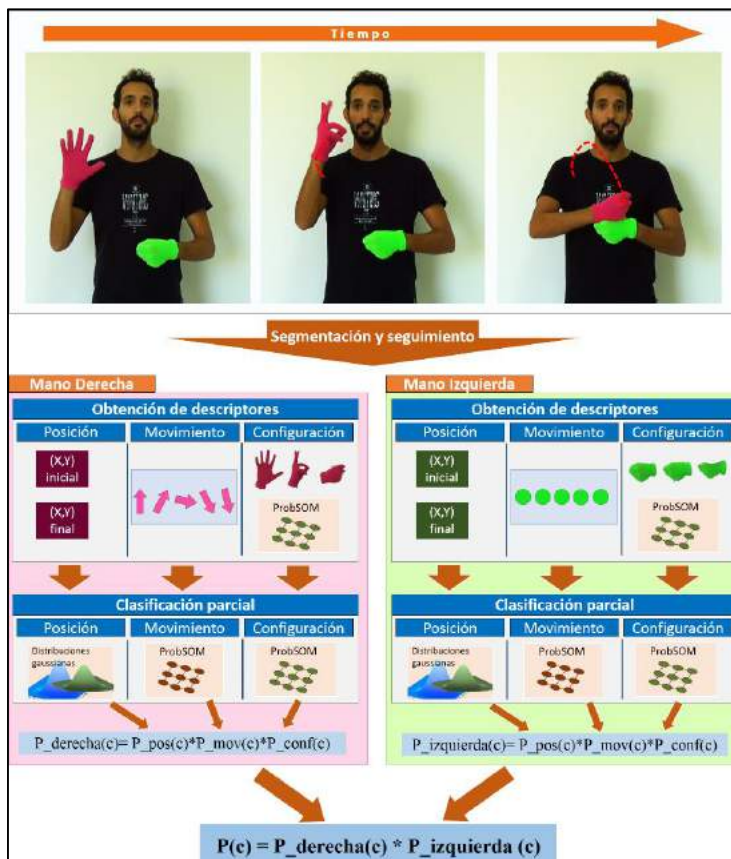 Tiempo
Segmentación y seguimiento
Mano Derecha
Obtención de descriptores
Posición Movimiento Configuración
(X,Y)
inicial
(X,Y)
final
ProbSOM
Clasificación parcial
Posición Movimiento Configuración
Distribuciones
gaussianas
ProbSOM
ProbSOM
P_derecha(c)= P_pos(c)*P_mov(c)*P_conf(c)
Mano Izquierda
Obtención de descriptores
Posición Movimiento Configuración
(X,Y)
inicial
(X,Y)
final
ProbSOM
Clasificación parcial
Posición Movimiento Configuración
Distribuciones
gaussianas
ProbSOM
ProbSOM
P_izquierda(c)= P_pos(c)*P_mov(c)*P_conf(c)
P(c) = P_derecha(c) * P_izquierda (c)